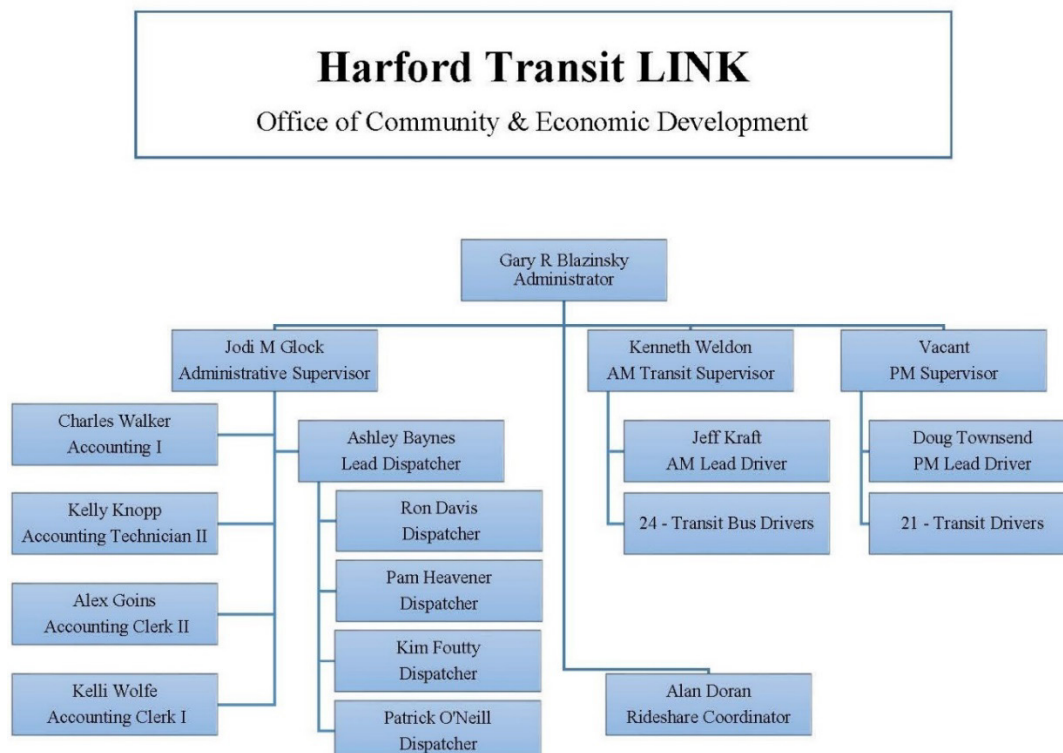 Harford Transit LINK
Office of Community & Economic Development
Gary R Blazinsky
Administrator
Jodi M Glock
Administrative Supervisor
Kenneth Weldon
AM Transit Supervisor
Vacant
PM Supervisor
Charles Walker
Accounting I
Ashley Baynes
Lead Dispatcher
Jeff Kraft
AM Lead Driver
Doug Townsend
PM Lead Driver
Kelly Knopp
Accounting Technician II
Ron Davis
Dispatcher
24 - Transit Bus Drivers
21 - Transit Drivers
Pam Heavener
Dispatcher
Alex Goins
Accounting Clerk II
Kim Foutty
Dispatcher
Kelli Wolfe
Accounting Clerk I
Patrick O'Neill
Dispatcher
Alan Doran
Rideshare Coordinator